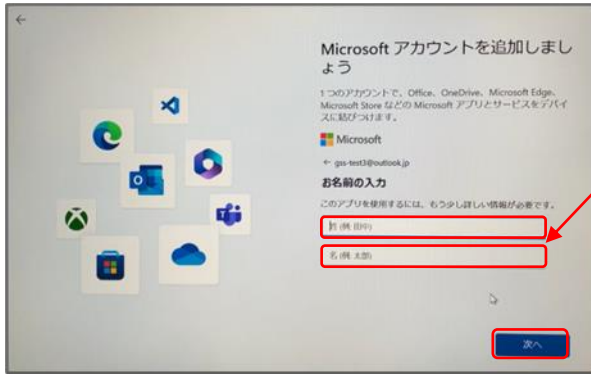 ←
Microsoft アカウントを追加しまし
ょう
1 つのアカウントで、Office、OneDrive、Microsoft Edge、
Microsoft Store などの Microsoft アプリとサービスをデバイ
スに結びつけます。
Microsoft
← gss-test3@outlook.jp
お名前の入力
このアプリを使用するには、もう少し詳しい情報が必要です。
姓 (例: 田中)
名 (例: 太郎)
次へ